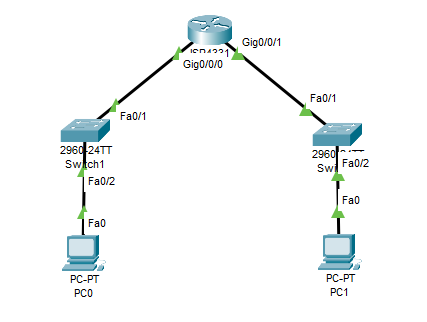 Gig0/0/1
ISR4331
Gig0/0/0
Fa0/1
Fa0/1
2960-24TT
Switch1
Fa0/2
Fa0/2
Fa0
Fa0
PC-PT
PC0
PC-PT
PC1